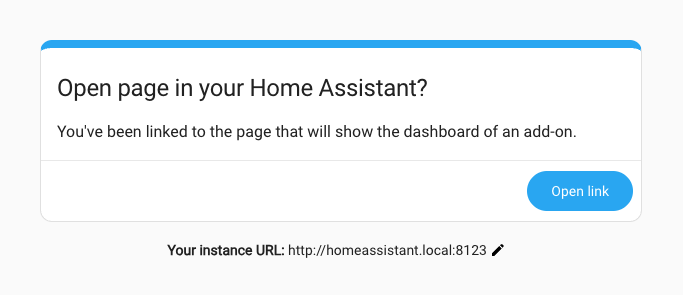 Open page in your Home Assistant?
You've been linked to the page that will show the dashboard of an add-on.
Open link
Your instance URL: http://homeassistant.local:8123